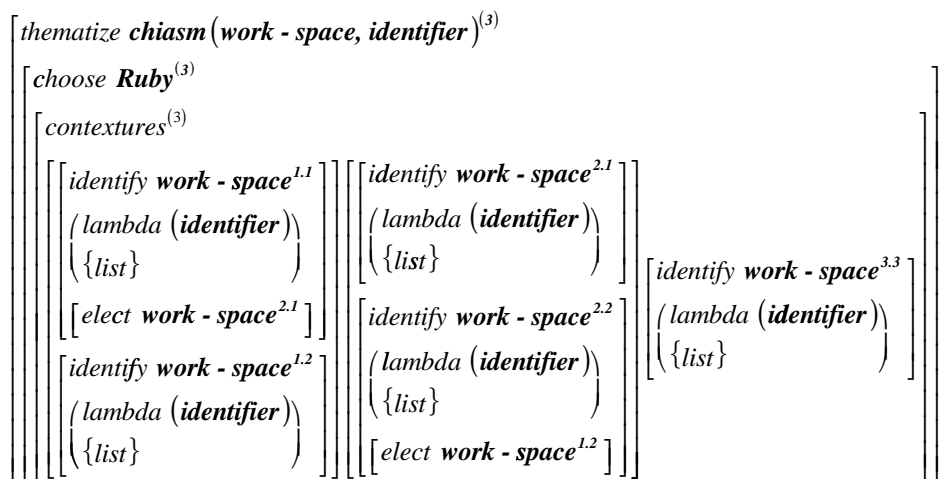 thematize chiasm (work - space, identifier)^(3)
choose Ruby^(3)
contextures^(3)
identify work - space^1.1
(lambda (identifier))
{list}
[elect work - space^2.1]
identify work - space^1.2
(lambda (identifier))
{list}
identify work - space^2.1
(lambda (identifier))
{list}
identify work - space^2.2
(lambda (identifier))
{list}
[elect work - space^1.2]
identify work - space^3.3
(lambda (identifier))
{list}